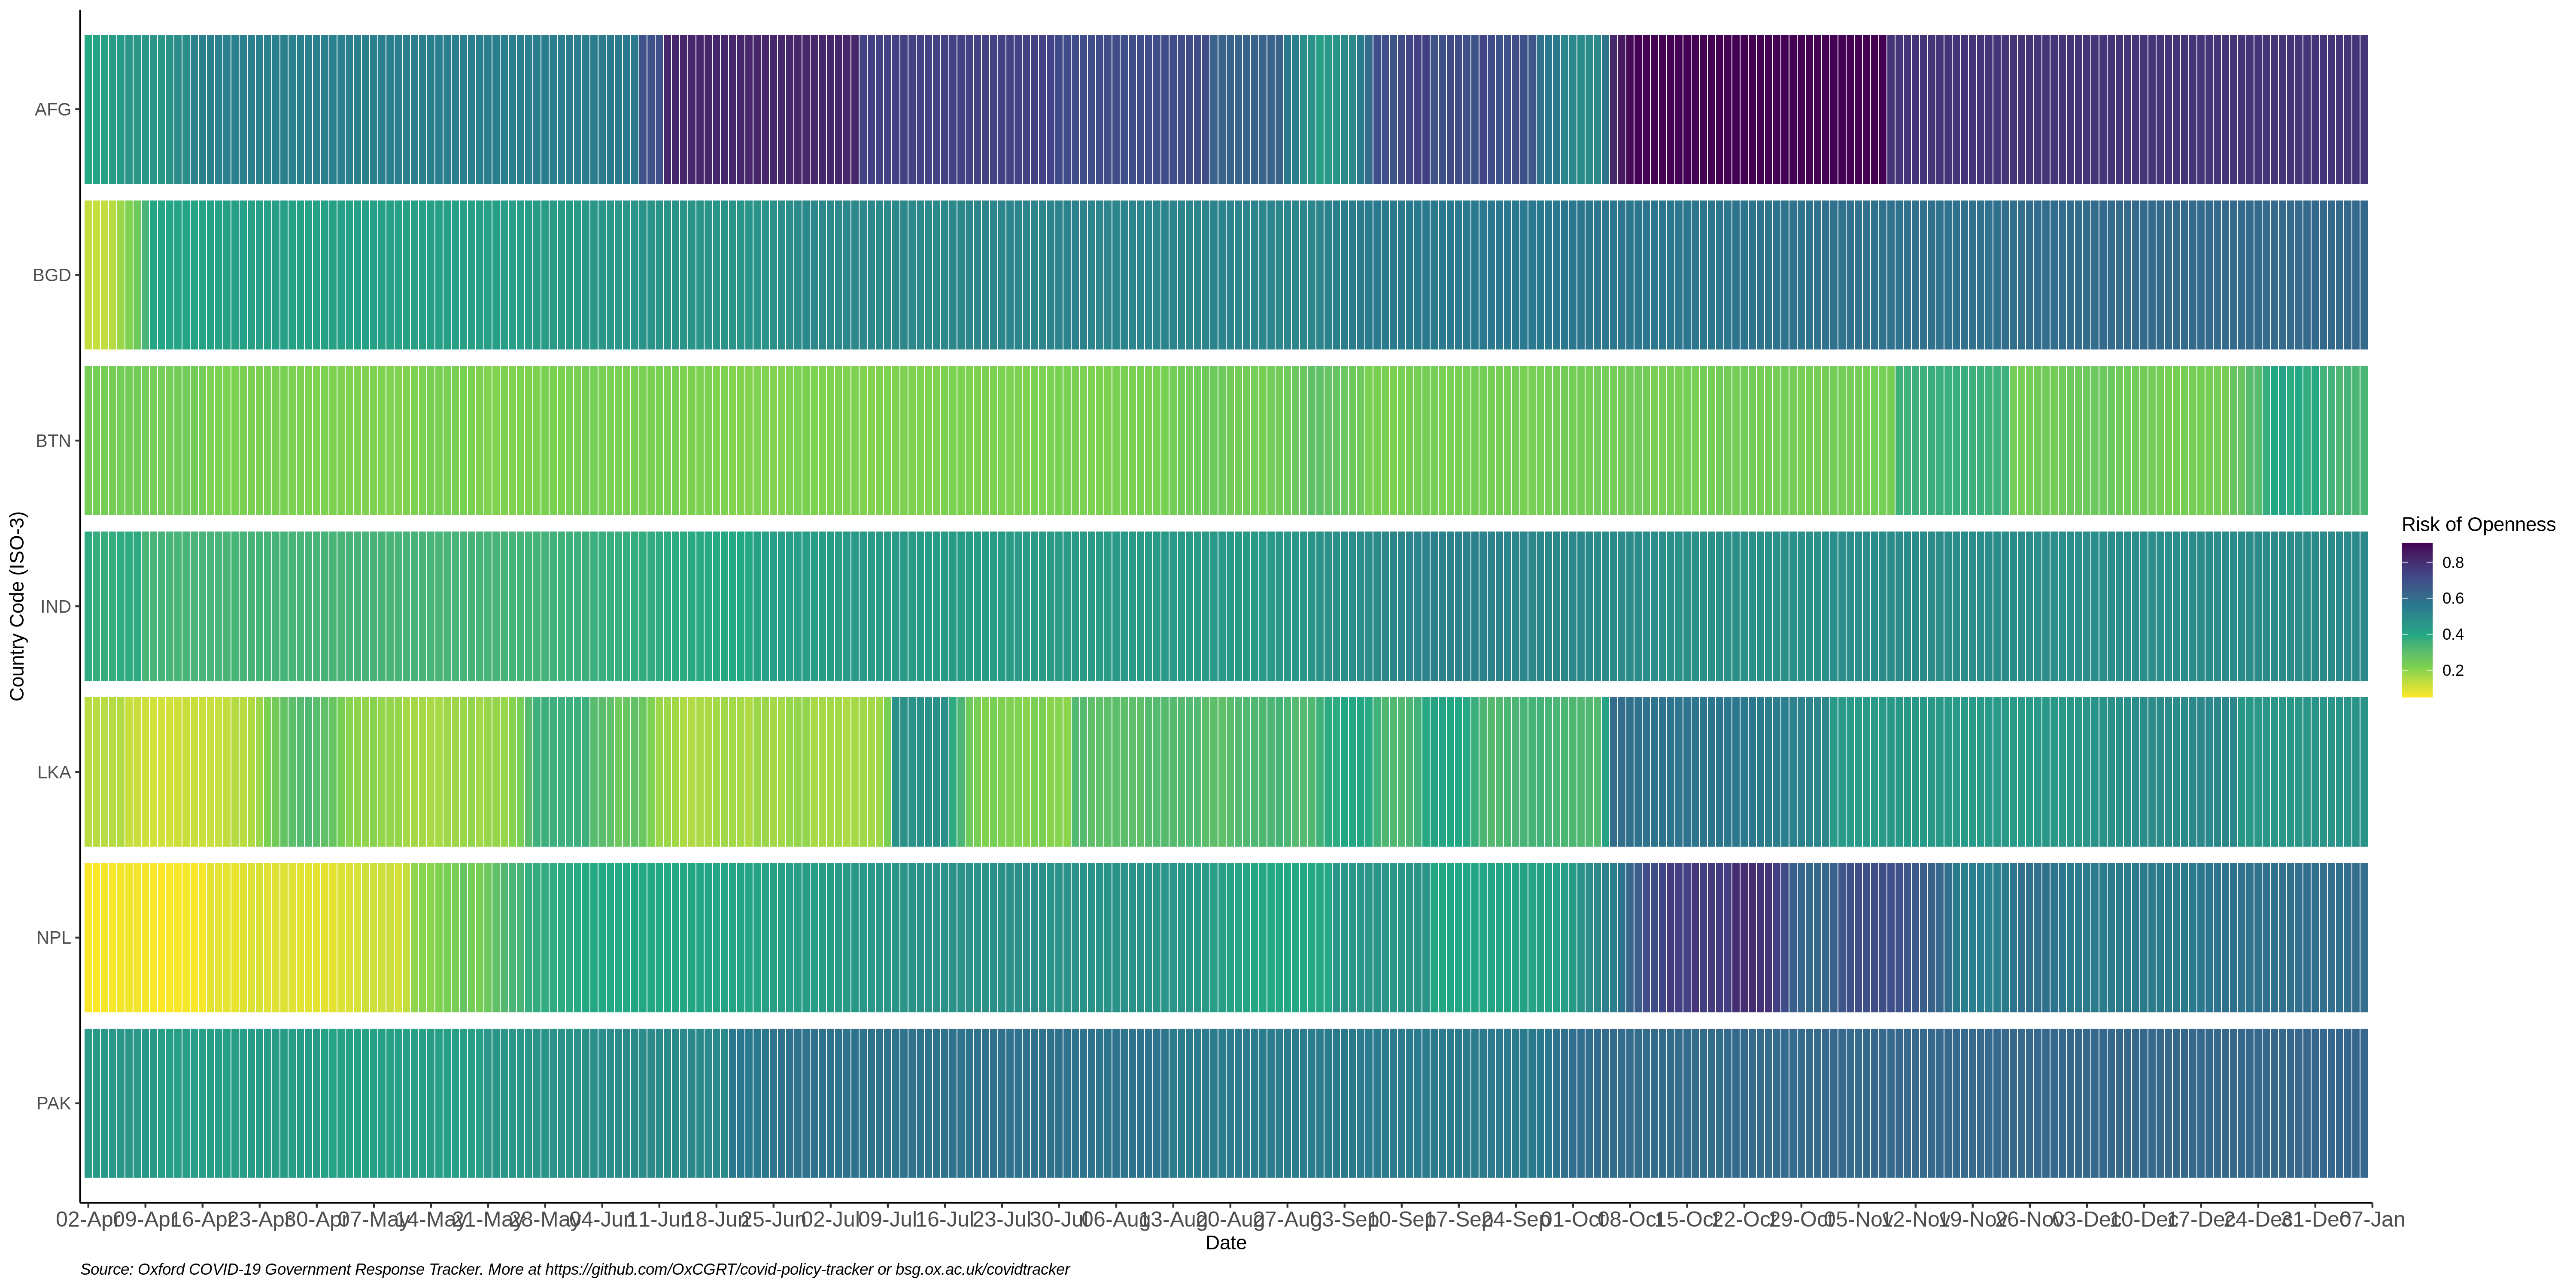 AFG
BGD
BTN
IND
LKA
NPL
PAK
Country Code (ISO-3)
02-Apr 09-Apr 16-Apr 23-Apr 30-Apr 07-May 14-May 21-May 28-May 04-Jun 11-Jun 18-Jun 25-Jun 02-Jul 09-Jul 16-Jul 23-Jul 30-Jul 06-Aug 13-Aug 20-Aug 27-Aug 03-Sep 10-Sep 17-Sep 24-Sep 01-Oct 08-Oct 15-Oct 22-Oct 29-Oct 05-Nov 12-Nov 19-Nov 26-Nov 03-Dec 10-Dec 17-Dec 24-Dec 31-Dec 07-Jan
Date
Risk of Openness
0.8
0.6
0.4
0.2
Source: Oxford COVID-19 Government Response Tracker. More at https://github.com/OxCGRT/covid-policy-tracker or bsg.ox.ac.uk/covidtracker